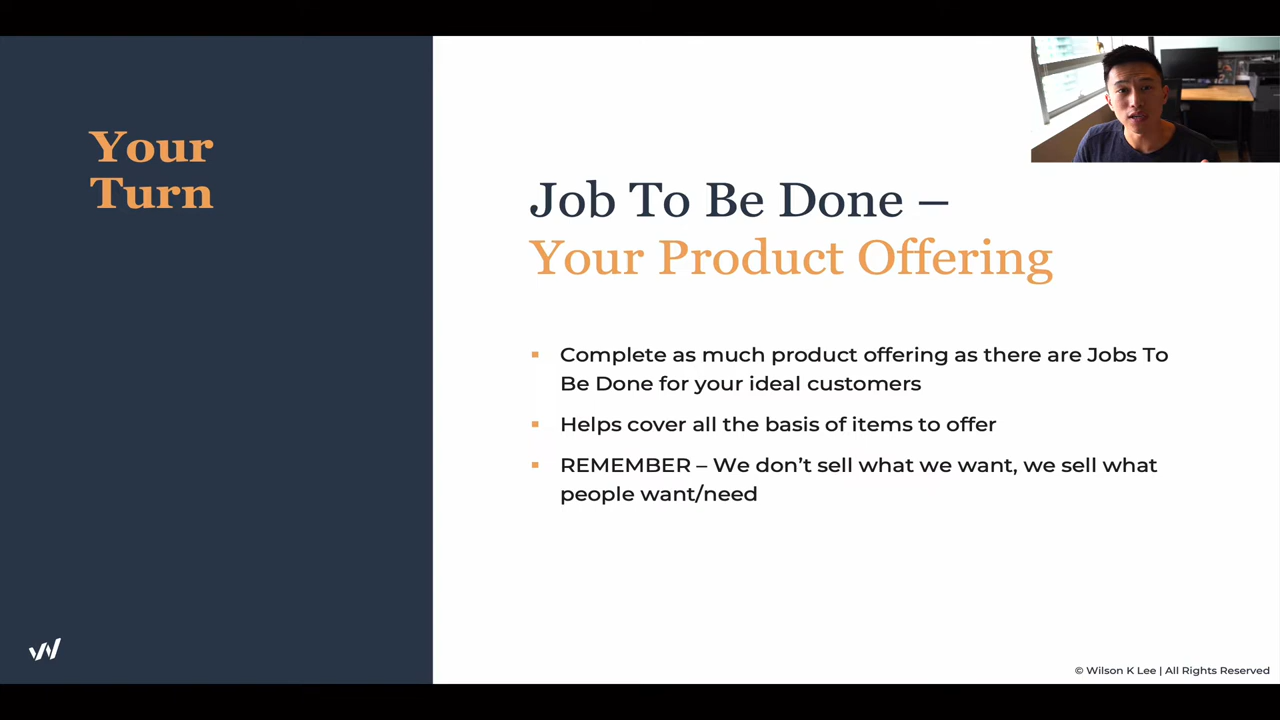 Your
Turn
Job To Be Done –
Your Product Offering
Complete as much product offering as there are Jobs To
Be Done for your ideal customers
Helps cover all the basis of items to offer
REMEMBER – We don’t sell what we want, we sell what
people want/need
© Wilson K Lee | All Rights Reserved